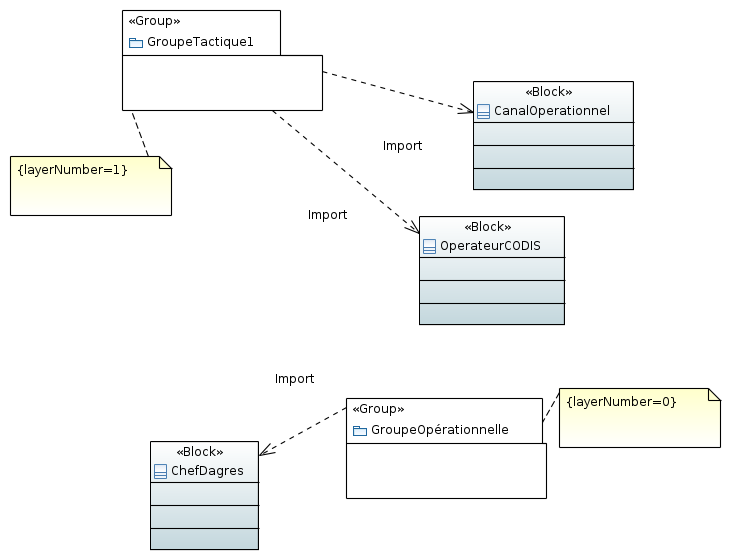 «Group»
GroupeTactique1
«Block»
CanalOperationnel
Import
{layerNumber=1}
Import
«Block»
OperateurCODIS
Import
«Group»
GroupeOpérationnelle
{layerNumber=0}
«Block»
ChefDagres